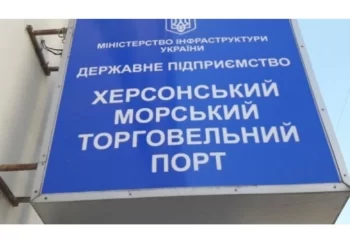 МІНІСТЕРСТВО ІНФРАСТРУКТУРИ
УКРАЇНИ
ДЕРЖАВНЕ ПІДПРИЄМСТВО
ХЕРСОНСЬКИЙ
МОРСЬКИЙ
ТОРГОВЕЛЬНИЙ
ПОРТ